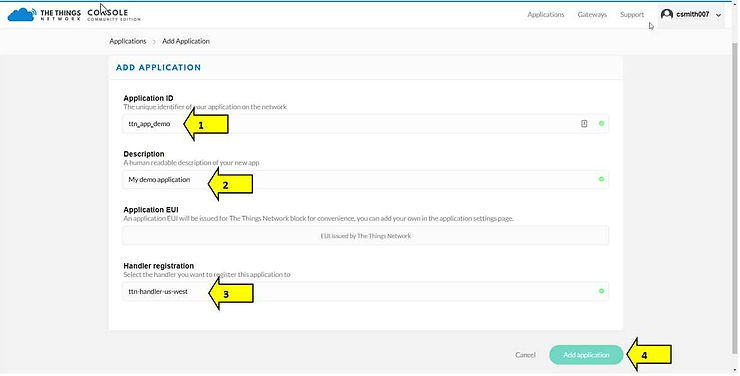 THE THINGS NETWORK
CONSOLE
COMMUNITY EDITION
Applications Gateways Support csmith007
Applications > Add Application
ADD APPLICATION
Application ID
The unique identifier of your application on the network
ttn_app_demo
1
Description
A human readable description of your new app
My demo application
2
Application EUI
An application EUI will be issued for The Things Network block for convenience, you can add your own in the application settings page.
EUI issued by The Things Network
Handler registration
Select the handler you want to register this application to
ttn-handler-us-west
3
Cancel Add application
4